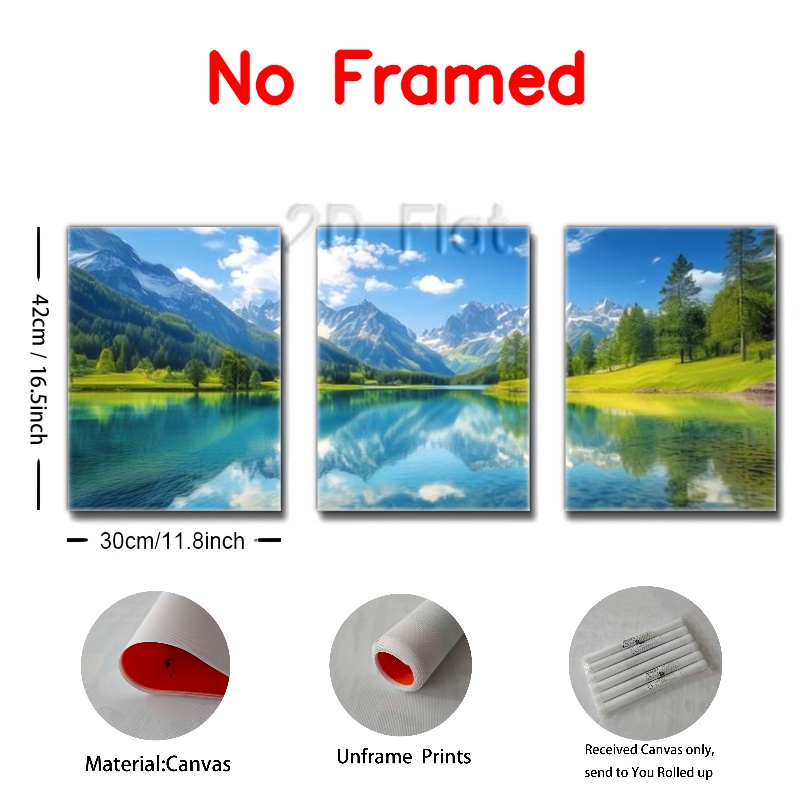 No Framed
2D Flat
42cm / 16.5inch
30cm/11.8inch
Material:Canvas
Unframe Prints
Received Canvas only,
send to You Rolled up